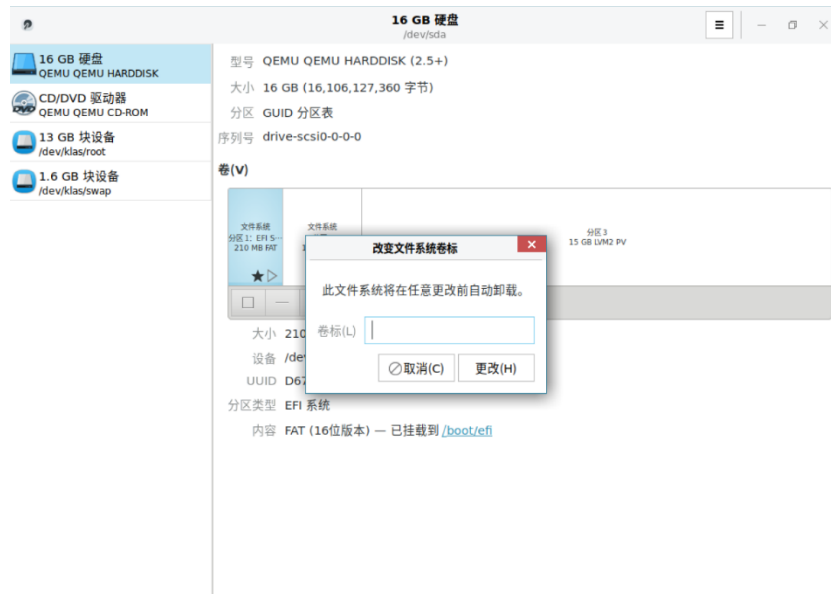 16 GB 硬盘
/dev/sda
16 GB 硬盘
QEMU QEMU HARDDISK
CD/DVD 驱动器
QEMU QEMU CD-ROM
13 GB 块设备
/dev/klas/root
1.6 GB 块设备
/dev/klas/swap
型号 QEMU QEMU HARDDISK (2.5+)
大小 16 GB (16,106,127,360 字节)
分区 GUID 分区表
序列号 drive-scsi0-0-0-0
卷(V)
文件系统
分区 1: EFI S…
210 MB FAT
文件系统
分区 3
15 GB LVM2 PV
改变文件系统卷标
此文件系统将在任意更改前自动卸载。
卷标(L)
取消(C)
更改(H)
大小 210
设备 /de
UUID D67
分区类型 EFI 系统
内容 FAT (16位版本) — 已挂载到 /boot/efi